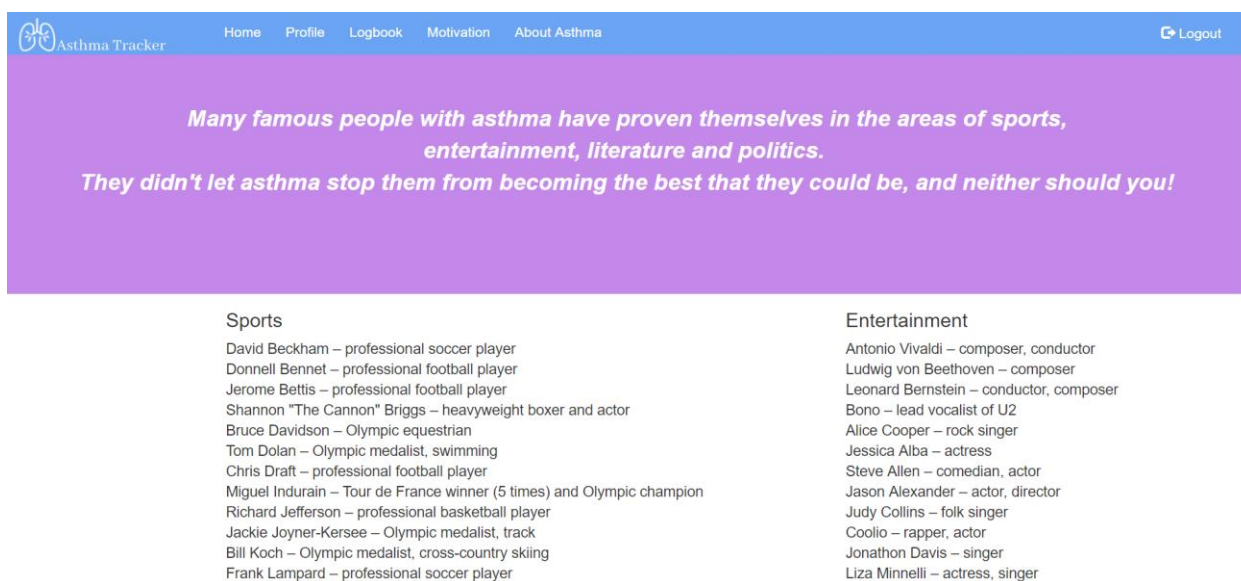 Asthma Tracker
Home
Profile
Logbook
Motivation
About Asthma
Logout
Many famous people with asthma have proven themselves in the areas of sports,
entertainment, literature and politics.
They didn't let asthma stop them from becoming the best that they could be, and neither should you!
Sports
David Beckham – professional soccer player
Donnell Bennet – professional football player
Jerome Bettis – professional football player
Shannon "The Cannon" Briggs – heavyweight boxer and actor
Bruce Davidson – Olympic equestrian
Tom Dolan – Olympic medalist, swimming
Chris Draft – professional football player
Miguel Indurain – Tour de France winner (5 times) and Olympic champion
Richard Jefferson – professional basketball player
Jackie Joyner-Kersee – Olympic medalist, track
Bill Koch – Olympic medalist, cross-country skiing
Frank Lampard – professional soccer player
Entertainment
Antonio Vivaldi – composer, conductor
Ludwig von Beethoven – composer
Leonard Bernstein – conductor, composer
Bono – lead vocalist of U2
Alice Cooper – rock singer
Jessica Alba – actress
Steve Allen – comedian, actor
Jason Alexander – actor, director
Judy Collins – folk singer
Coolio – rapper, actor
Jonathon Davis – singer
Liza Minnelli – actress, singer